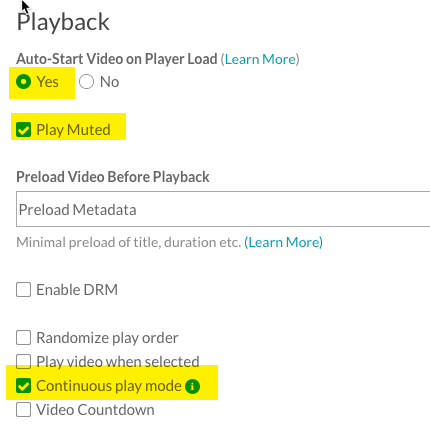 Playback
Auto-Start Video on Player Load (Learn More)
Yes No
Play Muted
Preload Video Before Playback
Preload Metadata
Minimal preload of title, duration etc. (Learn More)
Enable DRM
Randomize play order
Play video when selected
Continuous play mode i
Video Countdown